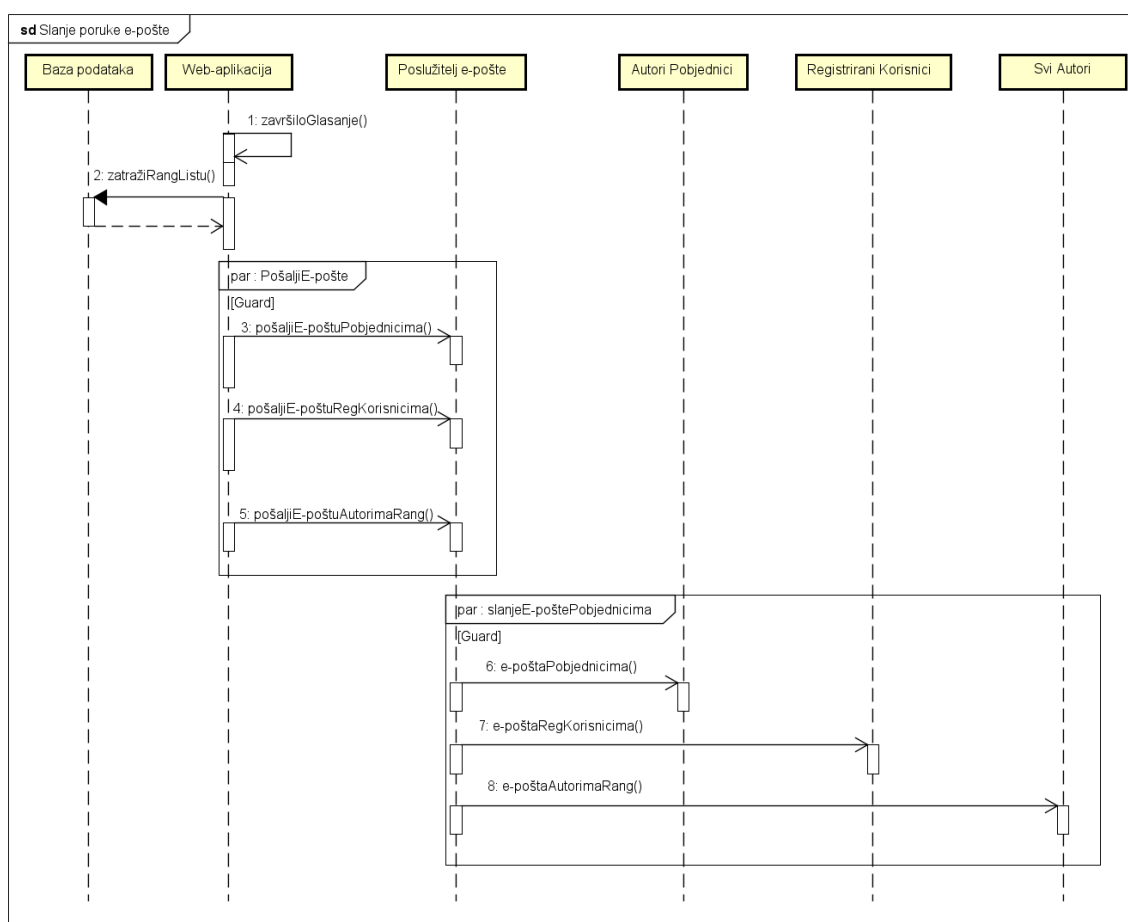 sd Slanje poruke e-pošte
Baza podataka
Web-aplikacija
Poslužitelj e-pošte
Autori Pobjednici
Registrirani Korisnici
Svi Autori
1: završiloGlasanje()
2: zatražiRangListu()
par : PošaljiE-pošte
[Guard]
3: pošaljiE-poštuPobjednicima()
4: pošaljiE-poštuRegKorisnicima()
5: pošaljiE-poštuAutorimaRang()
par : slanjeE-poštePobjednicima
[Guard]
6: e-poštaPobjednicima()
7: e-poštaRegKorisnicima()
8: e-poštaAutorimaRang()